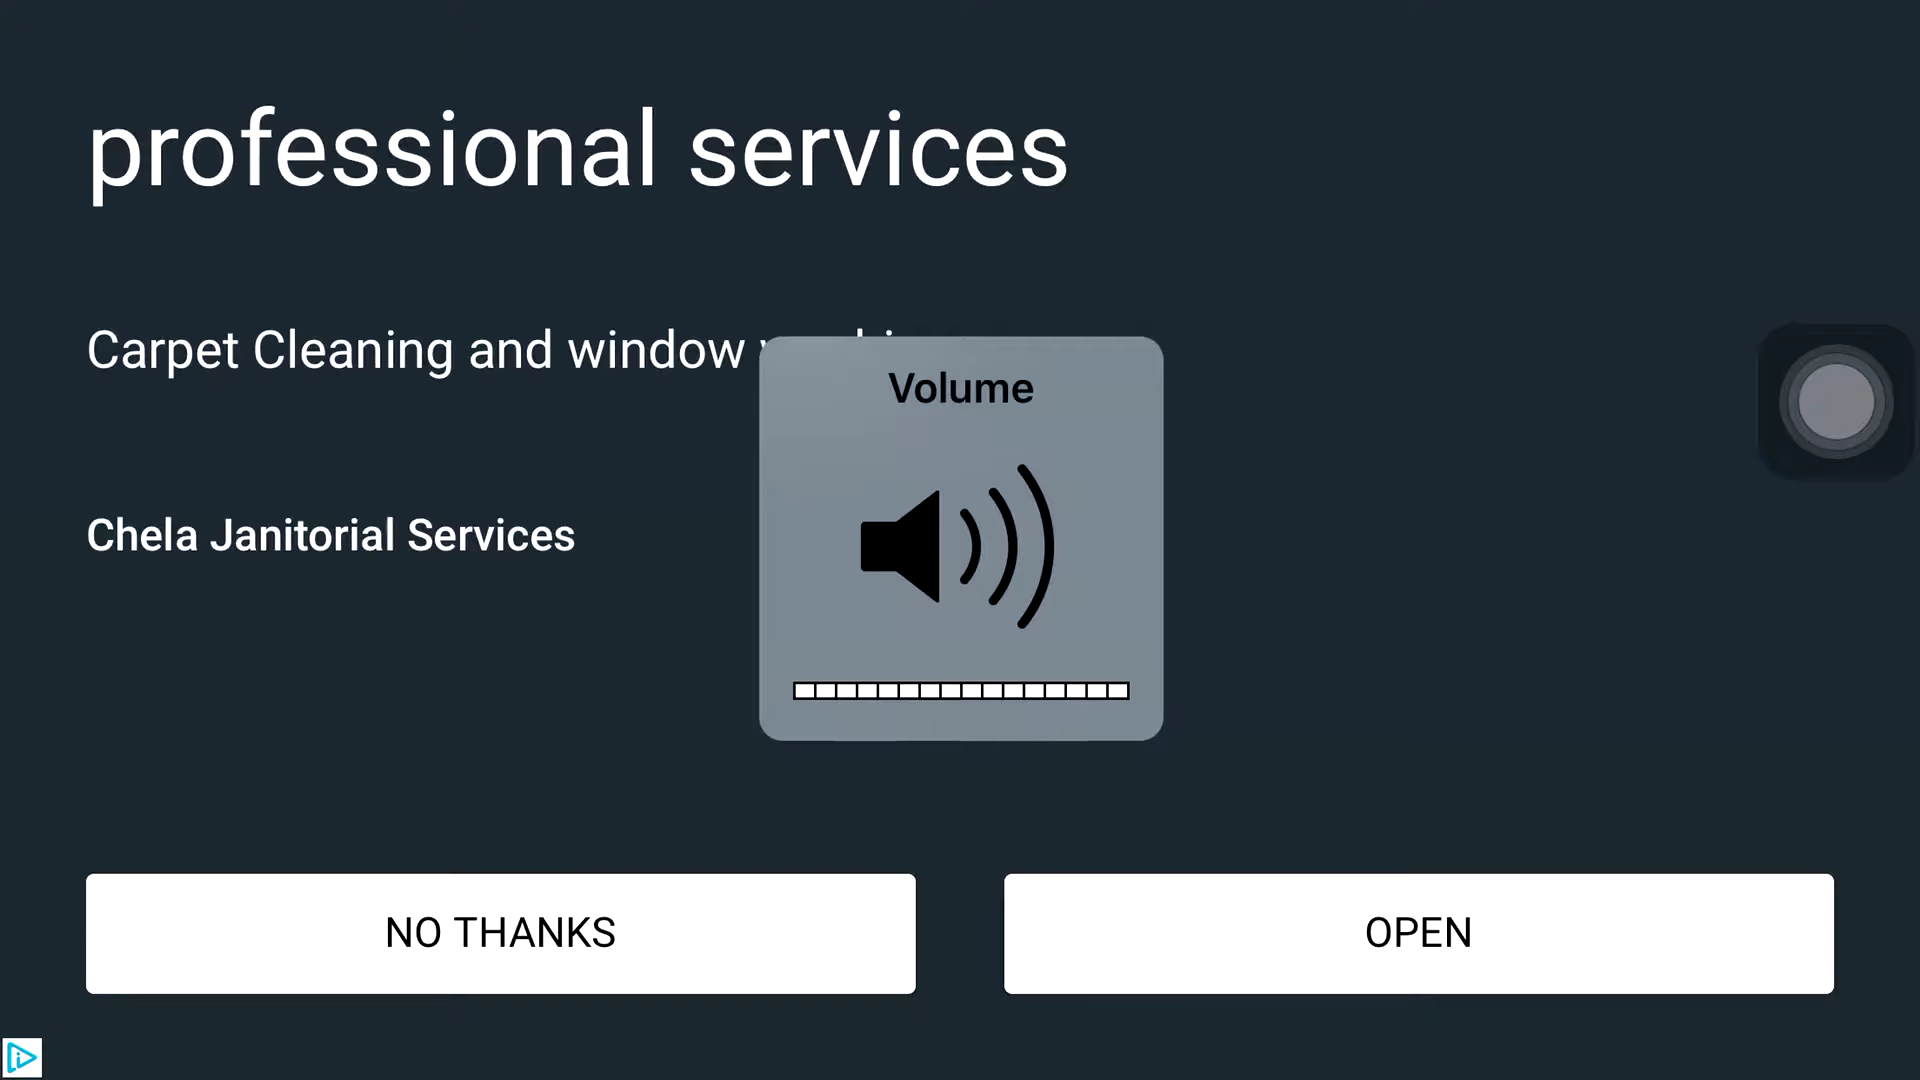 professional services
Carpet Cleaning and window
Volume
Chela Janitorial Services
NO THANKS
OPEN